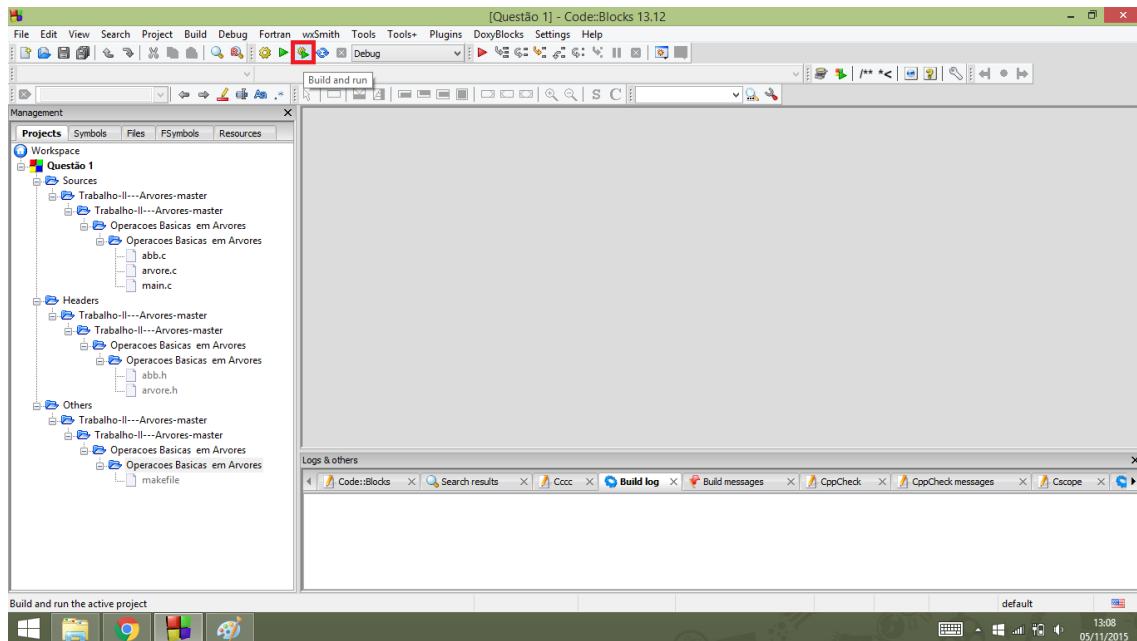 [Questão 1] - Code::Blocks 13.12
File Edit View Search Project Build Debug Fortran wxSmith Tools Tools+ Plugins DoxyBlocks Settings Help
Debug
/** *<
Build and run
Aa .* S C
Management
Projects Symbols Files FSymbols Resources
Workspace
Questão 1
Sources
Trabalho-II---Arvores-master
Trabalho-II---Arvores-master
Operacoes Basicas em Arvores
Operacoes Basicas em Arvores
abb.c
arvore.c
main.c
Headers
Trabalho-II---Arvores-master
Trabalho-II---Arvores-master
Operacoes Basicas em Arvores
Operacoes Basicas em Arvores
abb.h
arvore.h
Others
Trabalho-II---Arvores-master
Trabalho-II---Arvores-master
Operacoes Basicas em Arvores
Operacoes Basicas em Arvores
makefile
Logs & others
Code::Blocks Search results Cccc Build log Build messages CppCheck CppCheck messages Cscope
Build and run the active project default
13:08
05/11/2015